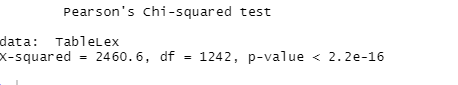 Pearson's Chi-squared test
data:  TableLex
X-squared = 2460.6, df = 1242, p-value < 2.2e-16